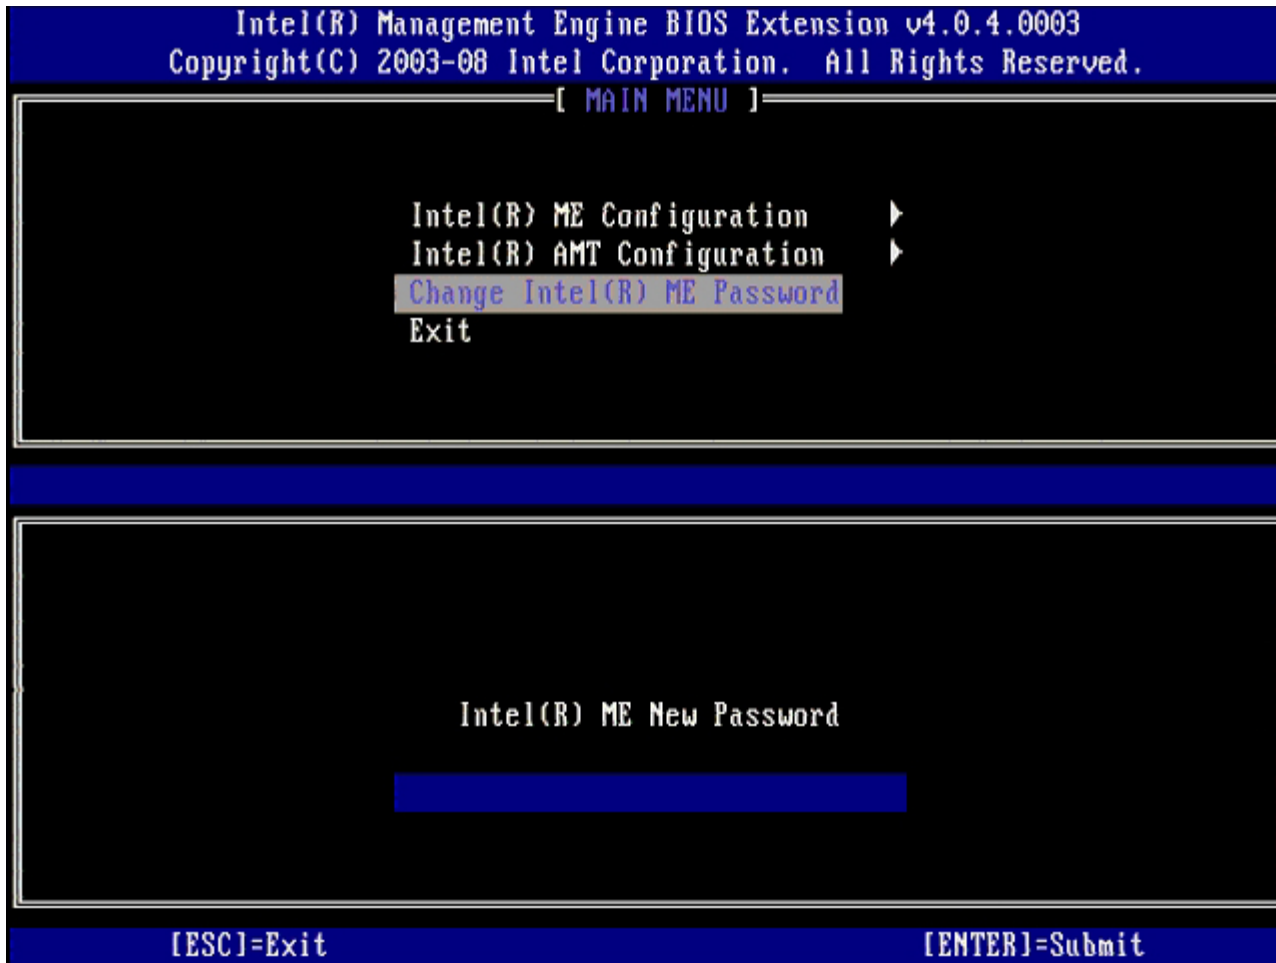 Intel(R) Management Engine BIOS Extension v4.0.4.0003
Copyright(C) 2003-08 Intel Corporation. All Rights Reserved.
[ MAIN MENU ]
Intel(R) ME Configuration
Intel(R) AMT Configuration
Change Intel(R) ME Password
Exit
Intel(R) ME New Password
[ESC]=Exit [ENTER]=Submit